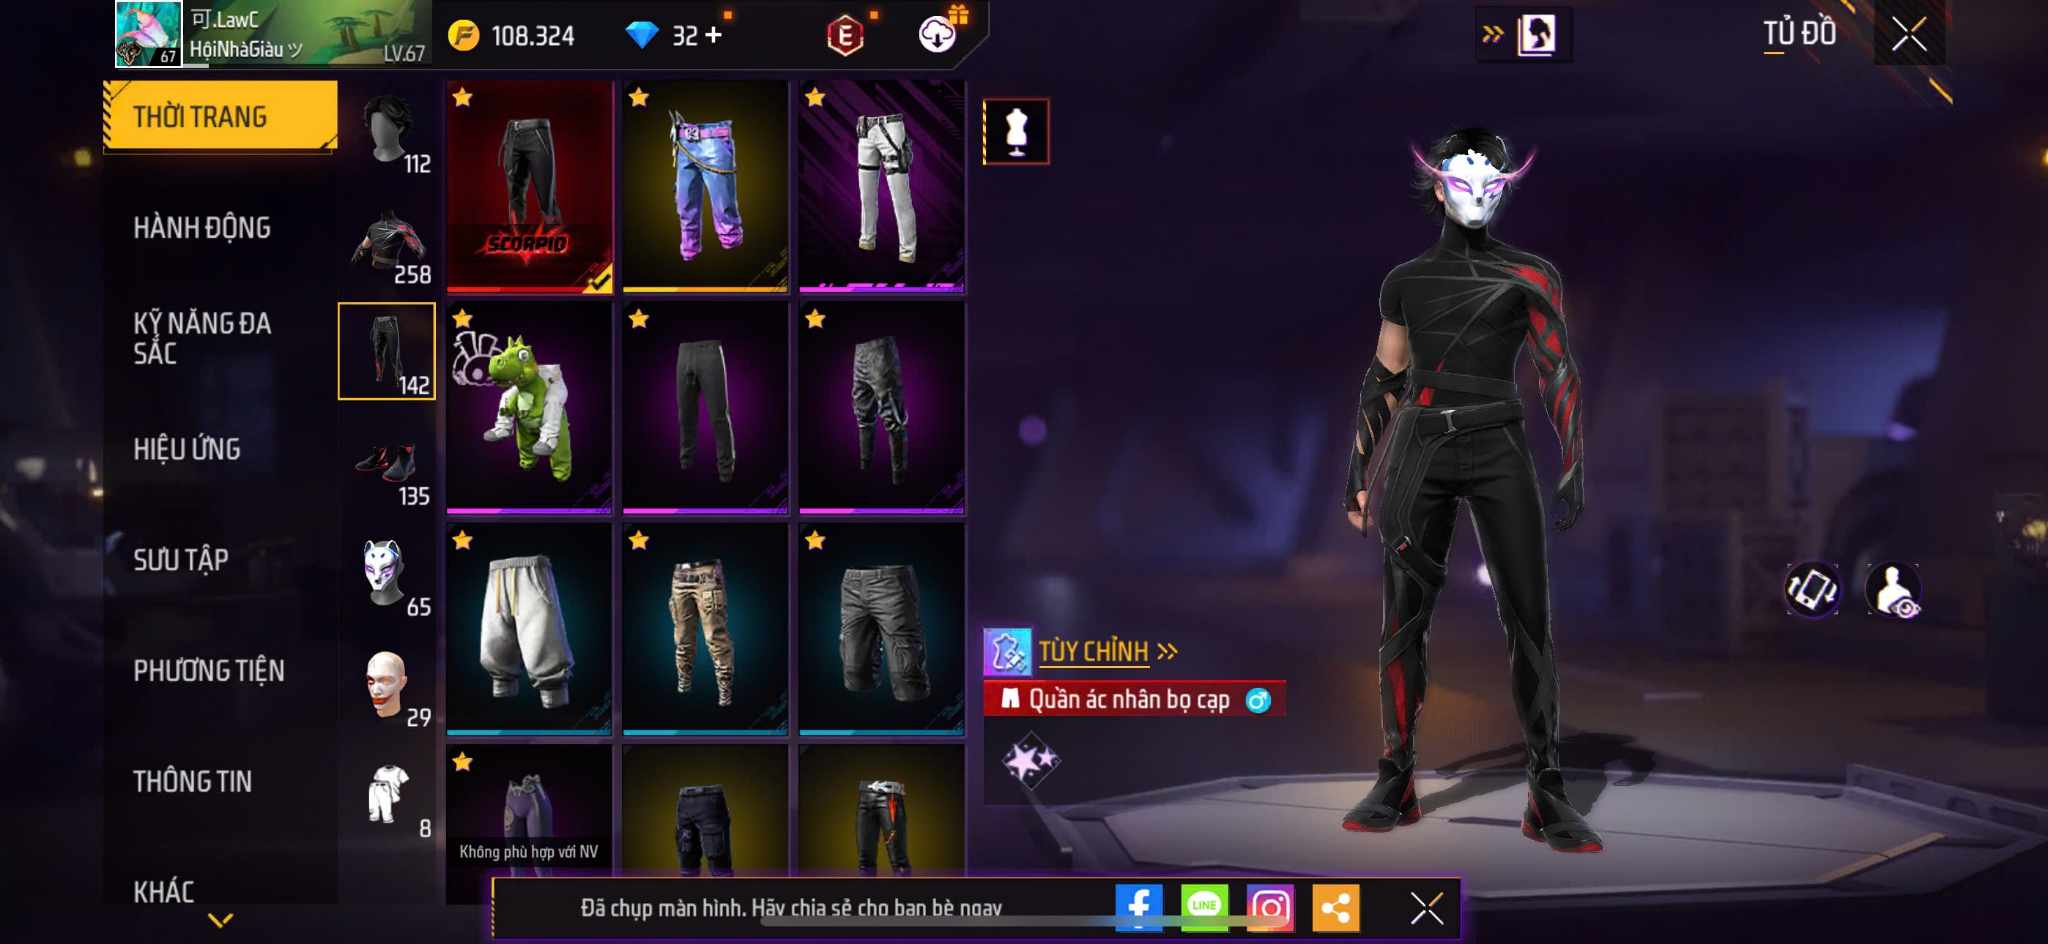 可.LawC
HộiNhàGiàu ツ
67
LV.67
108.324
32 +
E
TỦ ĐỒ
THỜI TRANG
HÀNH ĐỘNG
KỸ NĂNG ĐA
SẮC
HIỆU ỨNG
SƯU TẬP
PHƯƠNG TIỆN
THÔNG TIN
KHÁC
112
258
142
135
65
29
8
SCORPIO
Không phù hợp với NV
TÙY CHỈNH >>
Quần ác nhân bọ cạp
Đã chụp màn hình. Hãy chia sẻ cho bạn bè ngay
LINE